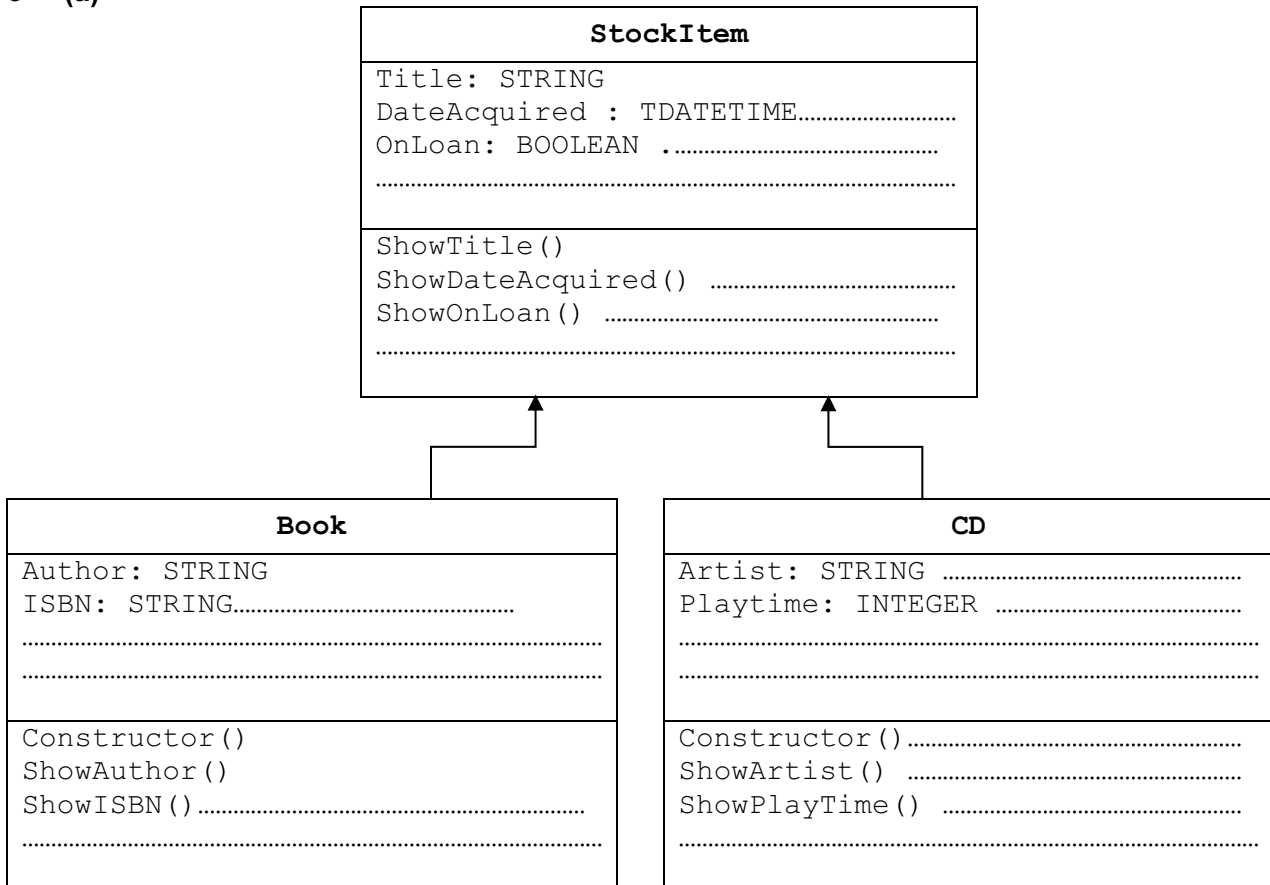 StockItem
Title: STRING
DateAcquired : TDATETIME……………………………
OnLoan: BOOLEAN .………………………………………
………………………………………………………………………………
ShowTitle()
ShowDateAcquired() ……………………………………
ShowOnLoan() …………………………………………………
………………………………………………………………………………
Book
Author: STRING
ISBN: STRING…………………………………………
………………………………………………………………………………
………………………………………………………………………………
Constructor()
ShowAuthor()
ShowISBN()…………………………………………………………
………………………………………………………………………………
CD
Artist: STRING ……………………………………………
Playtime: INTEGER ……………………………………
………………………………………………………………………………
………………………………………………………………………………
Constructor()…………………………………………………
ShowArtist() …………………………………………………
ShowPlayTime() ……………………………………………
………………………………………………………………………………